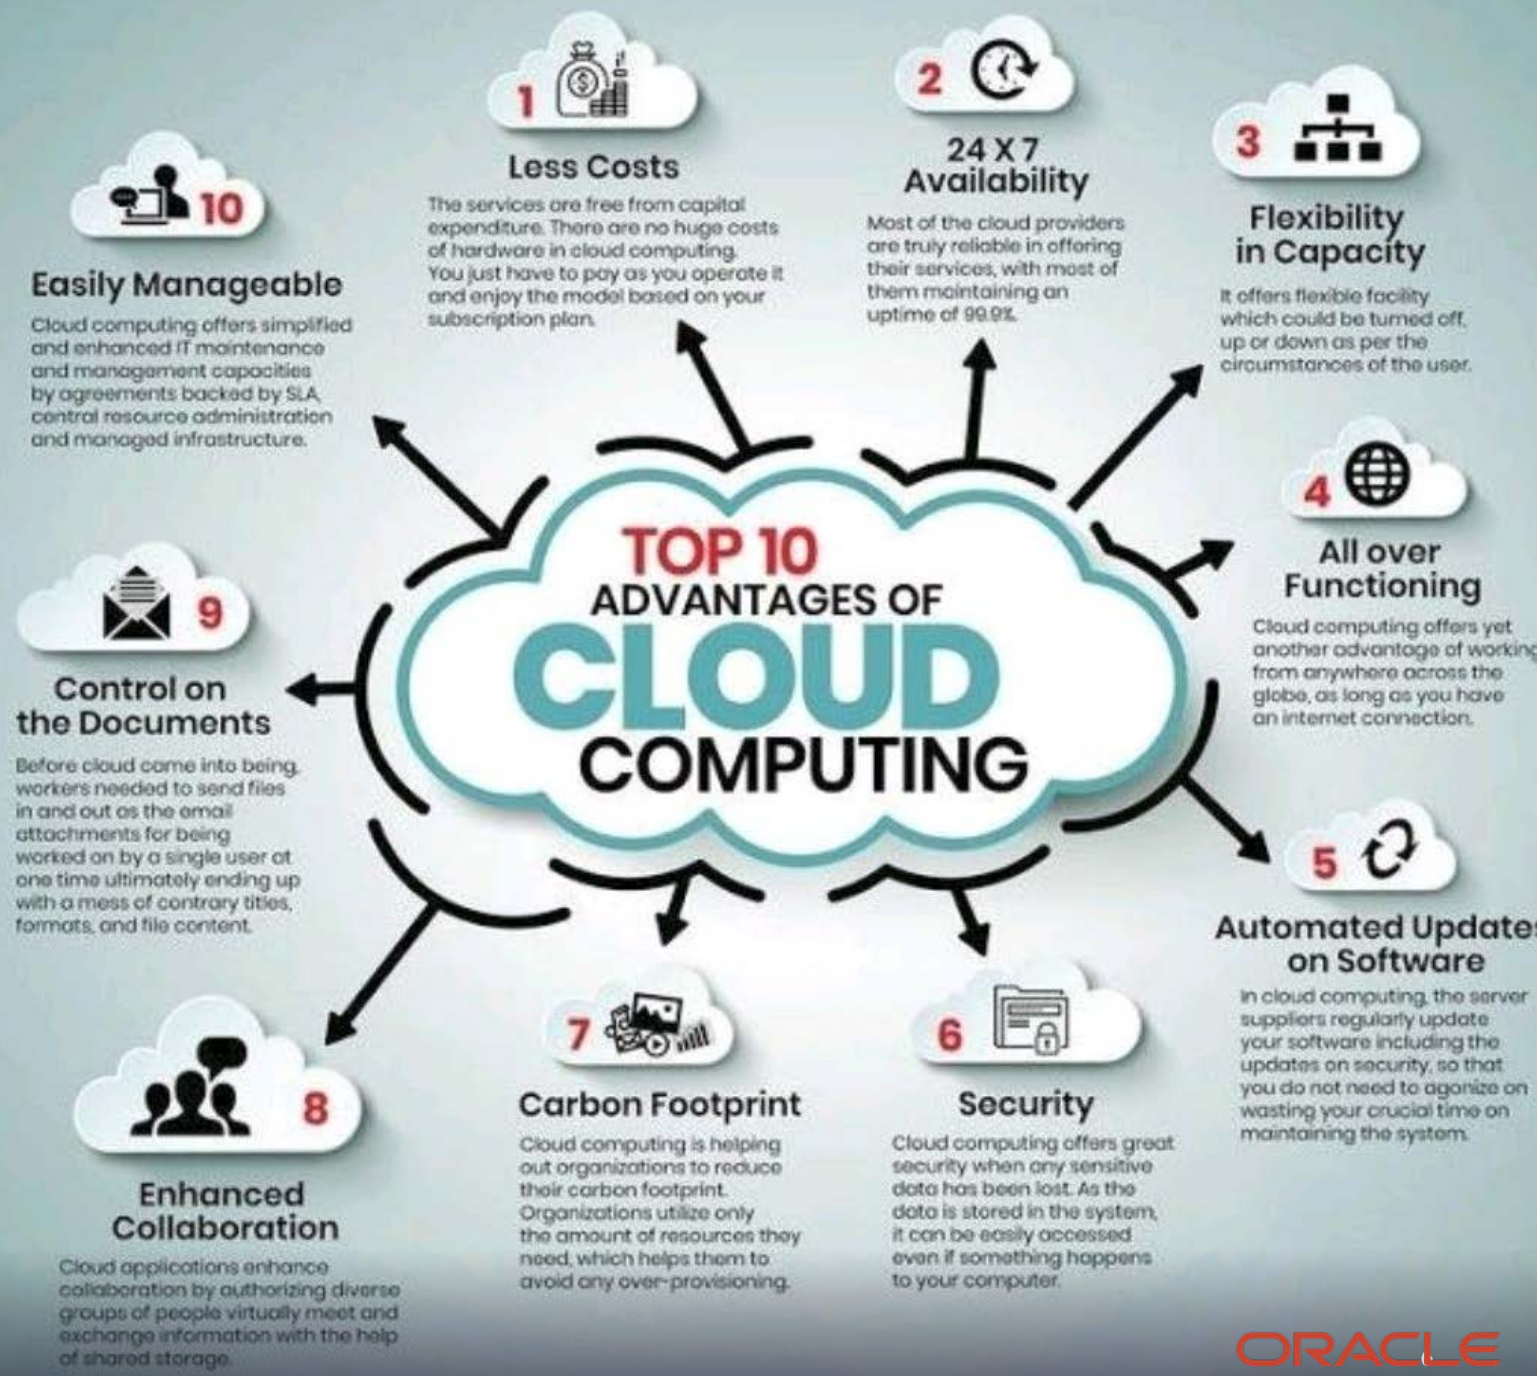 TOP 10
ADVANTAGES OF
CLOUD
COMPUTING
1
Less Costs
The services are free from capital
expenditure. There are no huge costs
of hardware in cloud computing.
You just have to pay as you operate it
and enjoy the model based on your
subscription plan.
2
24 X 7
Availability
Most of the cloud providers
are truly reliable in offering
their services, with most of
them maintaining an
uptime of 99.9%.
3
Flexibility
in Capacity
It offers flexible facility
which could be turned off,
up or down as per the
circumstances of the user.
4
All over
Functioning
Cloud computing offers yet
another advantage of working
from anywhere across the
globe, as long as you have
an internet connection.
5
Automated Updates
on Software
In cloud computing, the server
suppliers regularly update
your software including the
updates on security, so that
you do not need to agonize on
wasting your crucial time on
maintaining the system.
6
Security
Cloud computing offers great
security when any sensitive
data has been lost. As the
data is stored in the system,
it can be easily accessed
even if something happens
to your computer.
7
Carbon Footprint
Cloud computing is helping
out organizations to reduce
their carbon footprint.
Organizations utilize only
the amount of resources they
need, which helps them to
avoid any over-provisioning.
8
Enhanced
Collaboration
Cloud applications enhance
collaboration by authorizing diverse
groups of people virtually meet and
exchange information with the help
of shared storage.
9
Control on
the Documents
Before cloud came into being,
workers needed to send files
in and out as the email
attachments for being
worked on by a single user at
one time ultimately ending up
with a mess of contrary titles,
formats, and file content.
10
Easily Manageable
Cloud computing offers simplified
and enhanced IT maintenance
and management capacities
by agreements backed by SLA,
central resource administration
and managed infrastructure.
ORACLE
6